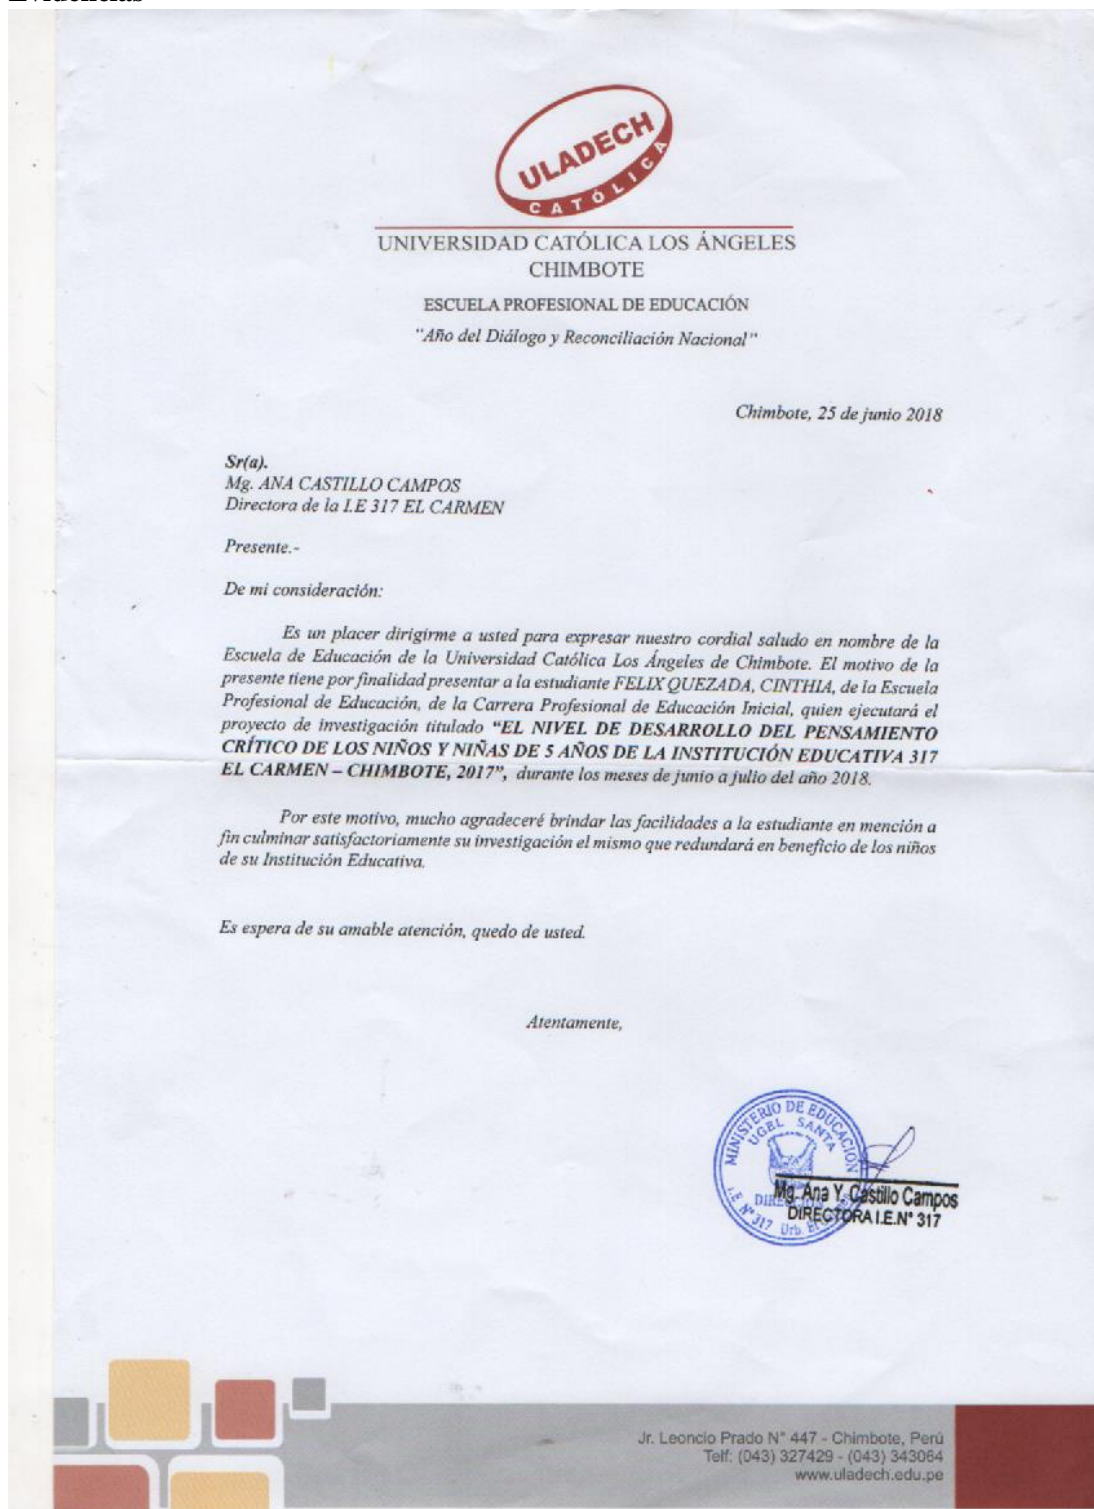 Evidencias
ULADECH
CATÓLICA
UNIVERSIDAD CATÓLICA LOS ÁNGELES
CHIMBOTE
ESCUELA PROFESIONAL DE EDUCACIÓN
"Año del Diálogo y Reconciliación Nacional"
Chimbote, 25 de junio 2018
Sr(a).
Mg. ANA CASTILLO CAMPOS
Directora de la I.E 317 EL CARMEN
Presente.-
De mi consideración:
Es un placer dirigirme a usted para expresar nuestro cordial saludo en nombre de la
Escuela de Educación de la Universidad Católica Los Ángeles de Chimbote. El motivo de la
presente tiene por finalidad presentar a la estudiante FELIX QUEZADA, CINTHIA, de la Escuela
Profesional de Educación, de la Carrera Profesional de Educación Inicial, quien ejecutará el
proyecto de investigación titulado "EL NIVEL DE DESARROLLO DEL PENSAMIENTO
CRÍTICO DE LOS NIÑOS Y NIÑAS DE 5 AÑOS DE LA INSTITUCIÓN EDUCATIVA 317
EL CARMEN – CHIMBOTE, 2017", durante los meses de junio a julio del año 2018.
Por este motivo, mucho agradeceré brindar las facilidades a la estudiante en mención a
fin culminar satisfactoriamente su investigación el mismo que redundará en beneficio de los niños
de su Institución Educativa.
Es espera de su amable atención, quedo de usted.
Atentamente,
MINISTERIO DE EDUCACIÓN
UGEL SANTA
I.E N° 317 Urb. El
Mg. Ana Y. Castillo Campos
DIRECTORA I.E.N° 317
Jr. Leoncio Prado N° 447 - Chimbote, Perú
Telf: (043) 327429 - (043) 343064
www.uladech.edu.pe